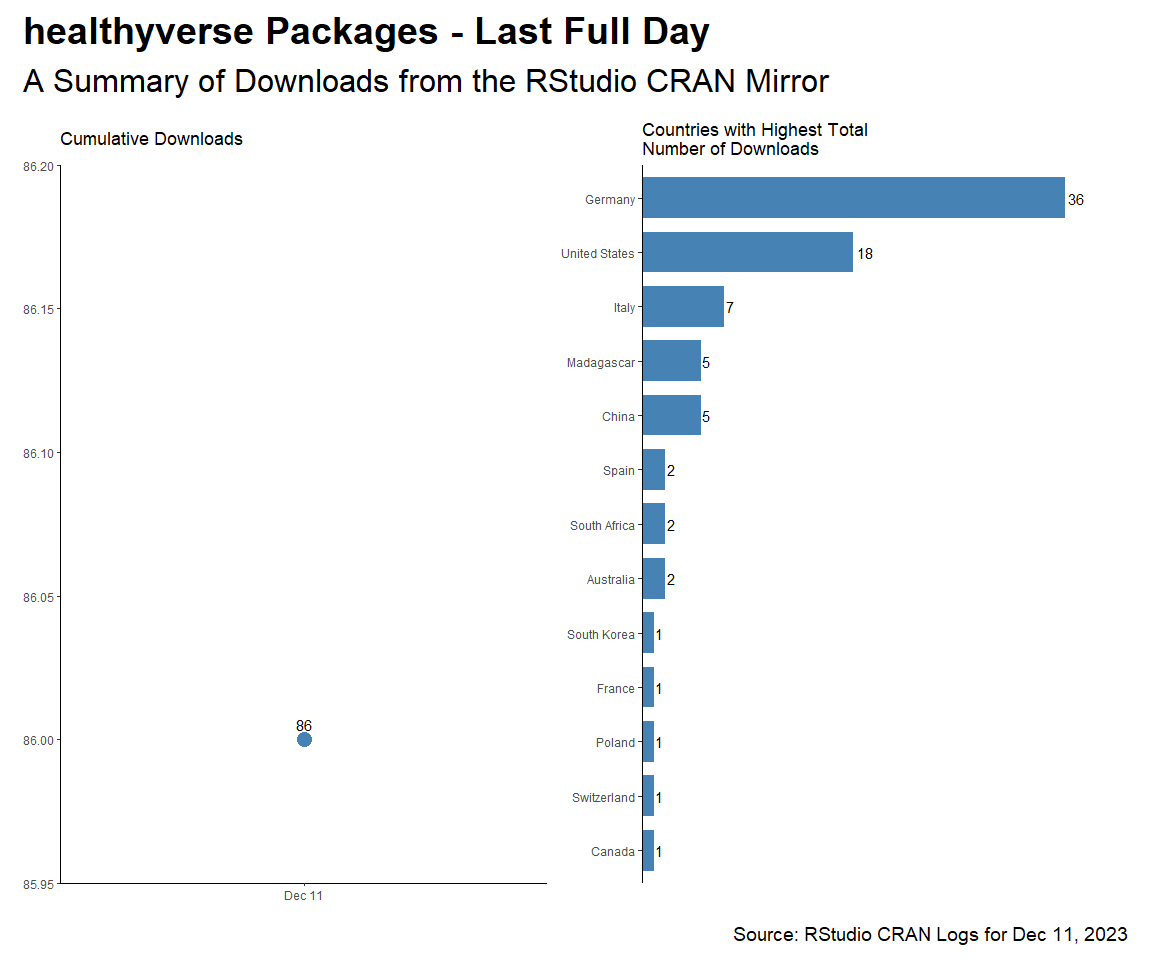 healthyverse Packages - Last Full Day
A Summary of Downloads from the RStudio CRAN Mirror
Cumulative Downloads
86.20
86.15
86.10
86.05
86.00
85.95
86
Dec 11
Countries with Highest Total
Number of Downloads
Germany 36
United States 18
Italy 7
Madagascar 5
China 5
Spain 2
South Africa 2
Australia 2
South Korea 1
France 1
Poland 1
Switzerland 1
Canada 1
Source: RStudio CRAN Logs for Dec 11, 2023